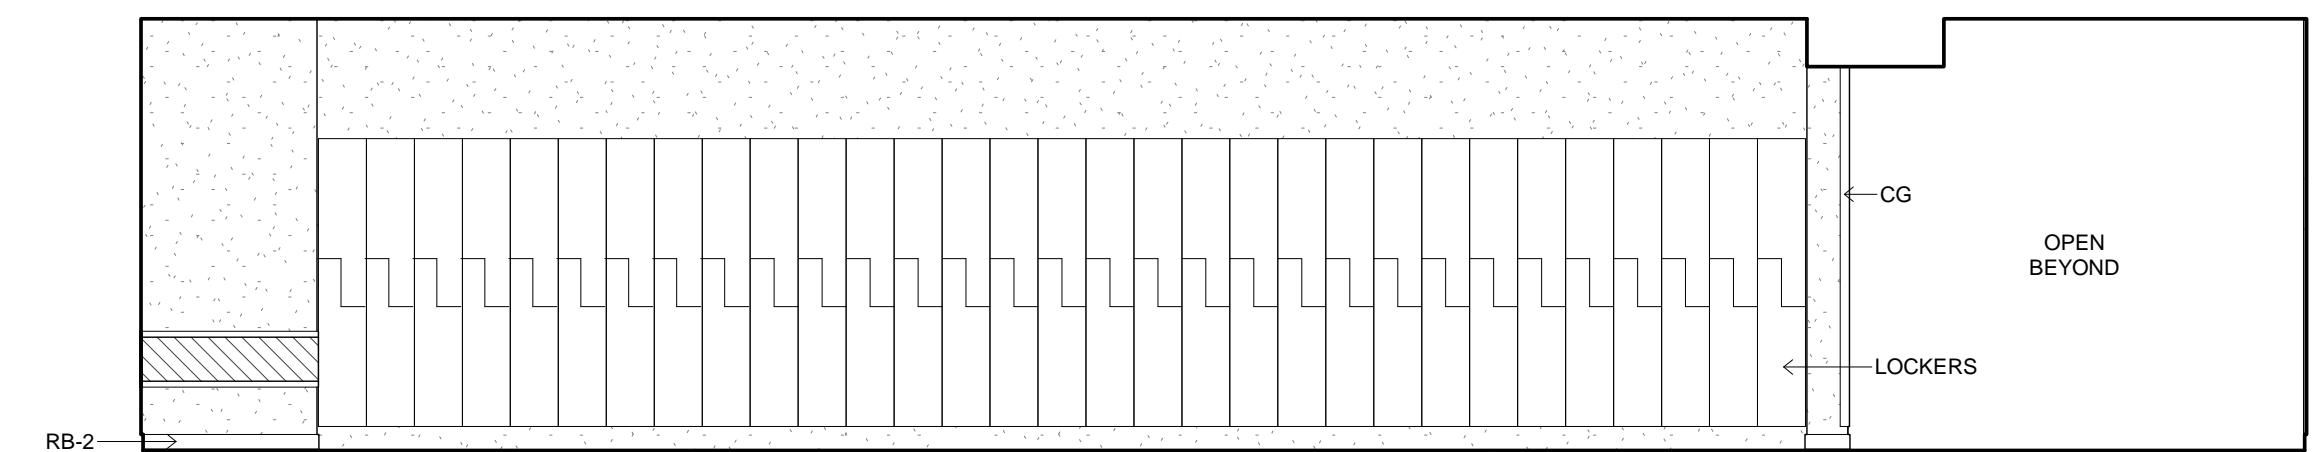 CG
OPEN
BEYOND
LOCKERS
RB-2